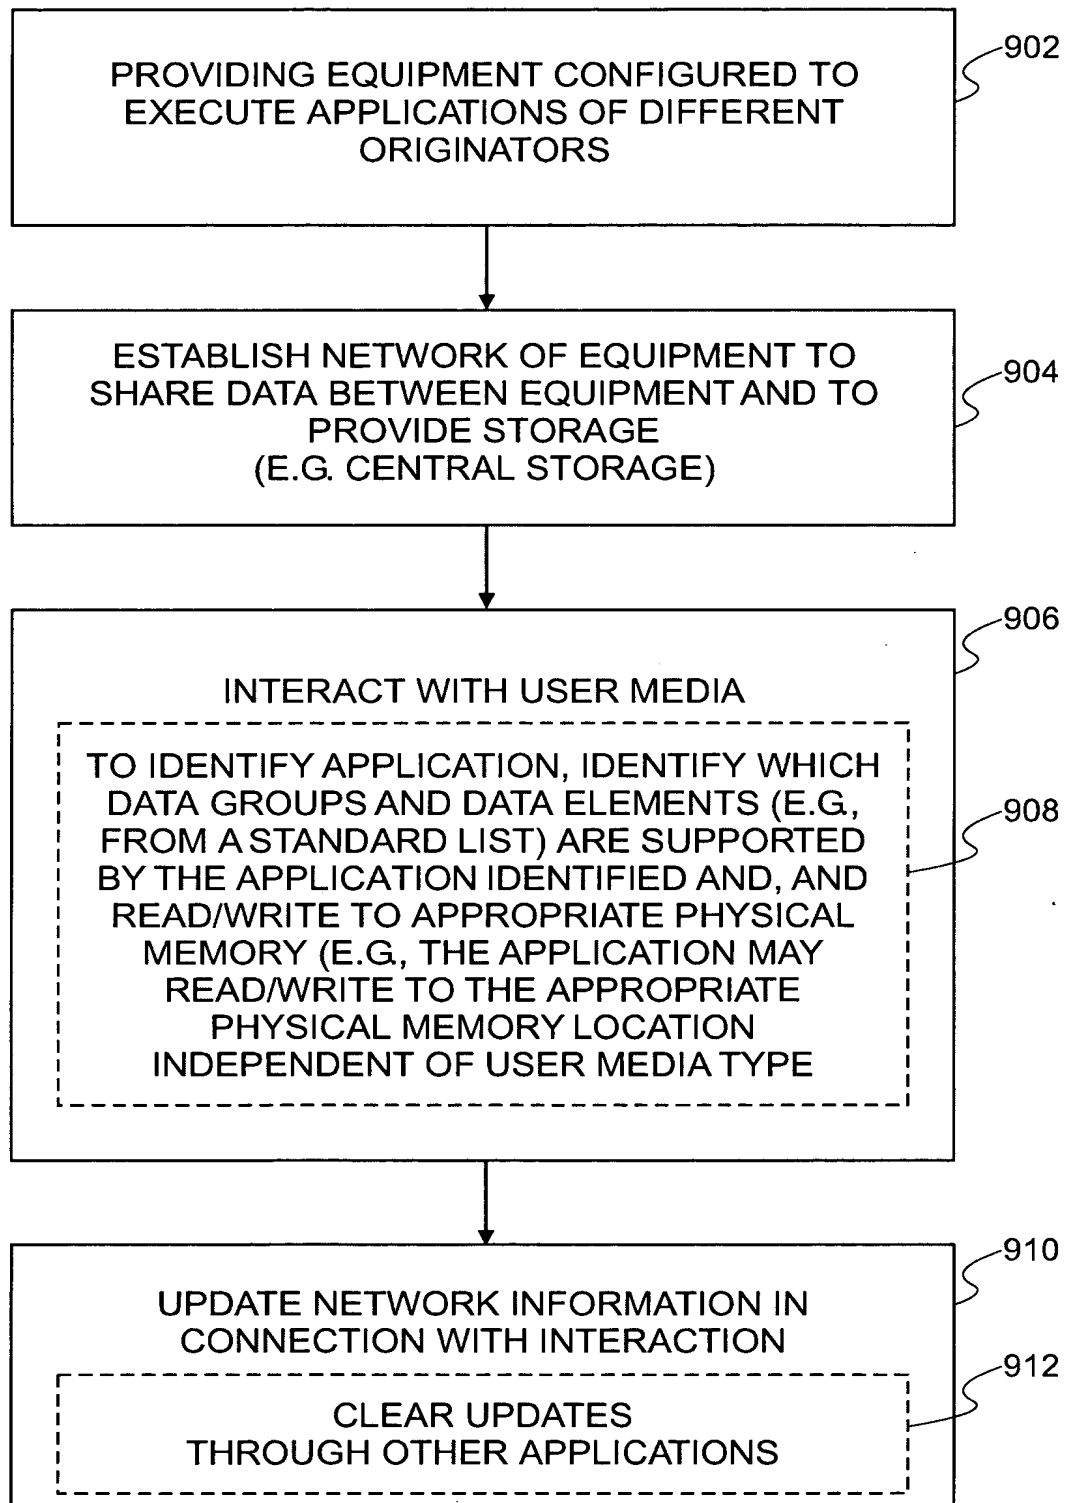 PROVIDING EQUIPMENT CONFIGURED TO
EXECUTE APPLICATIONS OF DIFFERENT
ORIGINATORS
902
ESTABLISH NETWORK OF EQUIPMENT TO
SHARE DATA BETWEEN EQUIPMENT AND TO
PROVIDE STORAGE
(E.G. CENTRAL STORAGE)
904
906
INTERACT WITH USER MEDIA
TO IDENTIFY APPLICATION, IDENTIFY WHICH
DATA GROUPS AND DATA ELEMENTS (E.G.,
FROM A STANDARD LIST) ARE SUPPORTED
BY THE APPLICATION IDENTIFIED AND, AND
READ/WRITE TO APPROPRIATE PHYSICAL
MEMORY (E.G., THE APPLICATION MAY
READ/WRITE TO THE APPROPRIATE
PHYSICAL MEMORY LOCATION
INDEPENDENT OF USER MEDIA TYPE
908
910
UPDATE NETWORK INFORMATION IN
CONNECTION WITH INTERACTION
912
CLEAR UPDATES
THROUGH OTHER APPLICATIONS